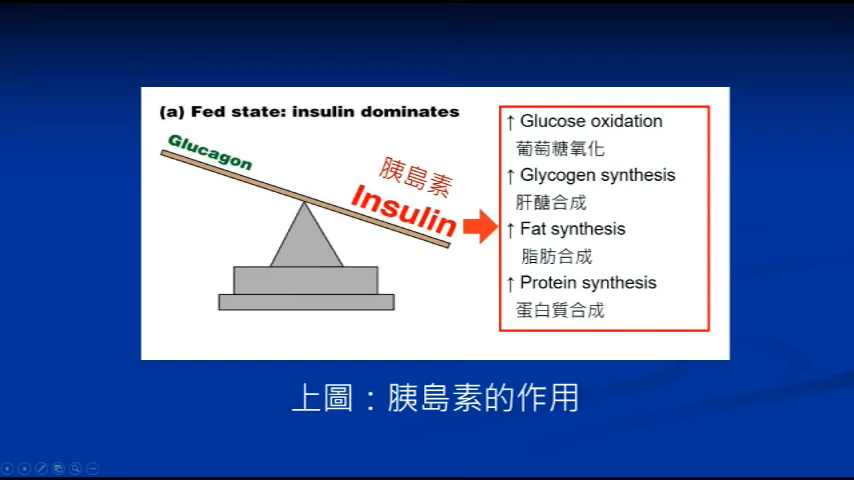 (a) Fed state: insulin dominates
Glucagon
胰島素
Insulin
↑ Glucose oxidation
葡萄糖氧化
↑ Glycogen synthesis
肝醣合成
↑ Fat synthesis
脂肪合成
↑ Protein synthesis
蛋白質合成
上圖：胰島素的作用